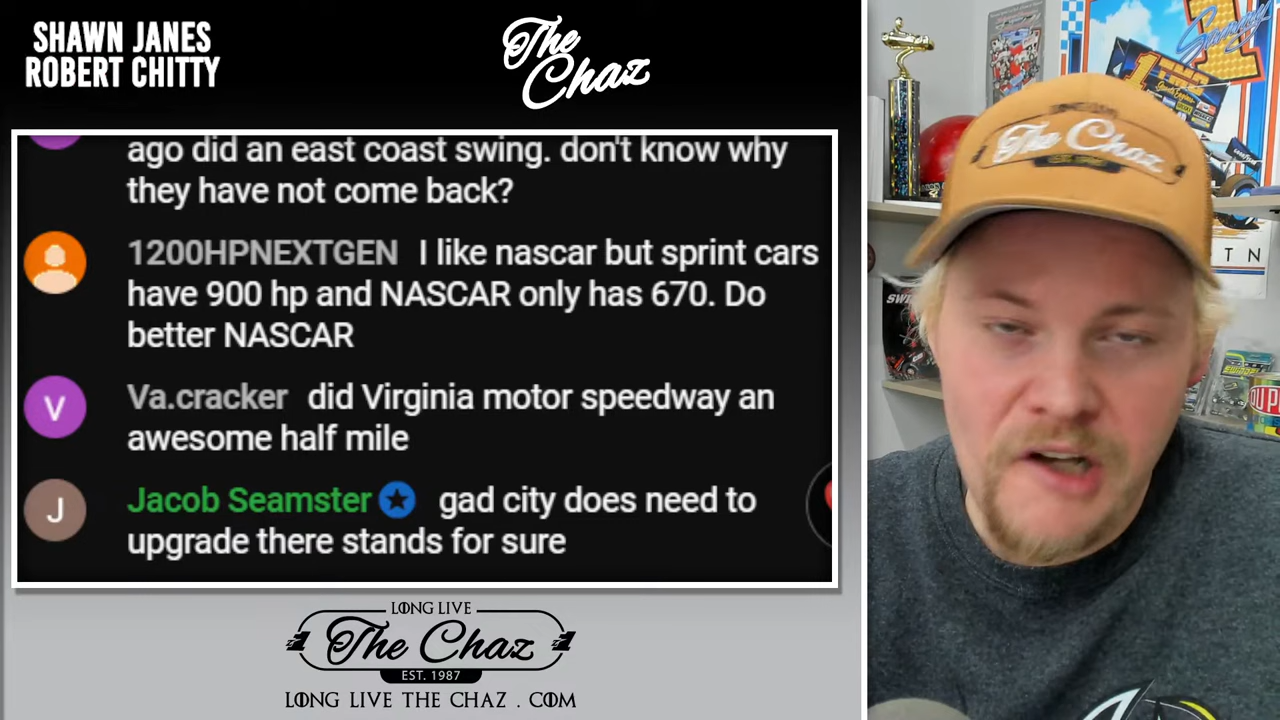 SHAWN JANES
ROBERT CHITTY
The
Chaz
ago did an east coast swing. don't know why
they have not come back?
1200HPNEXTGEN I like nascar but sprint cars
have 900 hp and NASCAR only has 670. Do
better NASCAR
V
Va.cracker did Virginia motor speedway an
awesome half mile
J
Jacob Seamster gad city does need to
upgrade there stands for sure
LONG LIVE
The Chaz
EST. 1987
LONG LIVE THE CHAZ . COM
The Chaz
Sammy
1